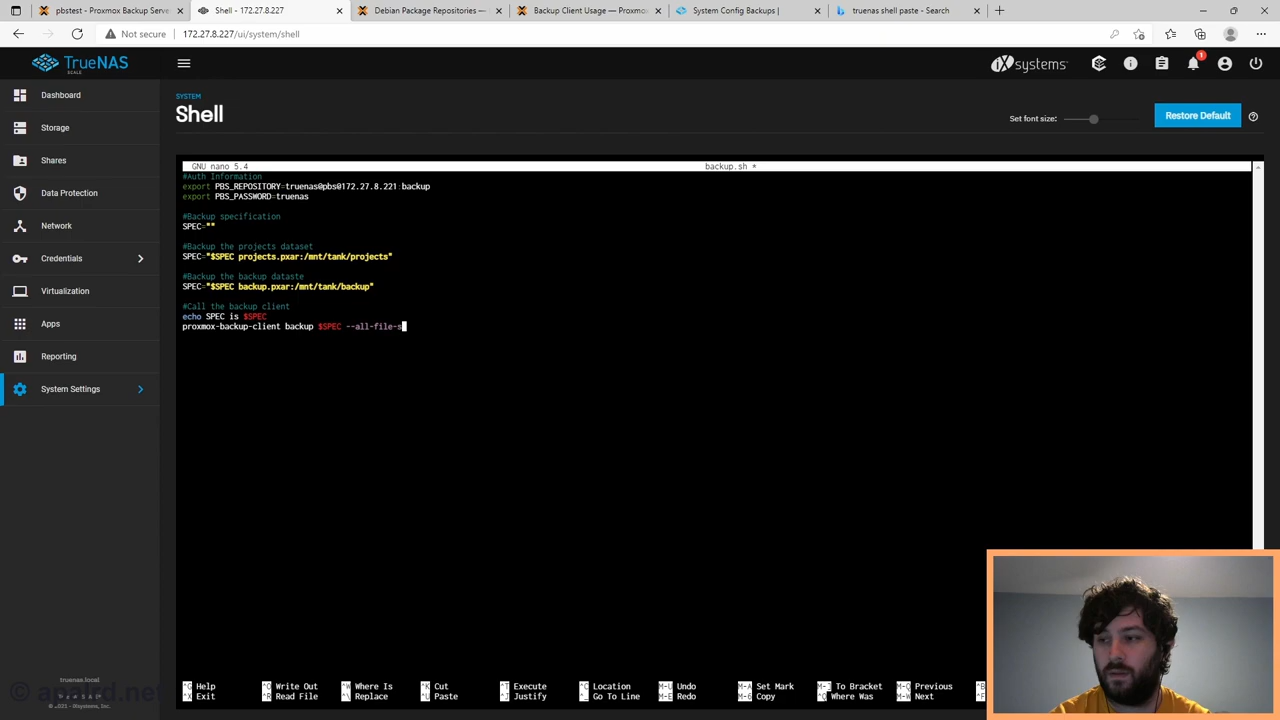 pbstest - Proxmox Backup Serve
Shell - 172.27.8.227
Debian Package Repositories —
Backup Client Usage — Proxmo
System Config Backups |
truenas shell paste - Search
Not secure
172.27.8.227/ui/system/shell
TrueNAS
SCALE
iXsystems
1
Dashboard
Storage
Shares
Data Protection
Network
Credentials
Virtualization
Apps
Reporting
System Settings
SYSTEM
Shell
Set font size:
Restore Default
GNU nano 5.4
backup.sh *
#Auth Information
export PBS_REPOSITORY=truenas@pbs@172.27.8.221:backup
export PBS_PASSWORD=truenas
#Backup specification
SPEC=""
#Backup the projects dataset
SPEC="$SPEC projects.pxar:/mnt/tank/projects"
#Backup the backup dataste
SPEC="$SPEC backup.pxar:/mnt/tank/backup"
#Call the backup client
echo SPEC is $SPEC
proxmox-backup-client backup $SPEC --all-file-s
^G Help ^O Write Out ^W Where Is ^K Cut ^T Execute ^C Location M-U Undo M-A Set Mark M-] To Bracket M-Q Previous
^X Exit ^R Read File ^\ Replace ^U Paste ^J Justify ^_ Go To Line M-E Redo M-6 Copy ^Q Where Was M-W Next
truenas.local
© apalrd.net